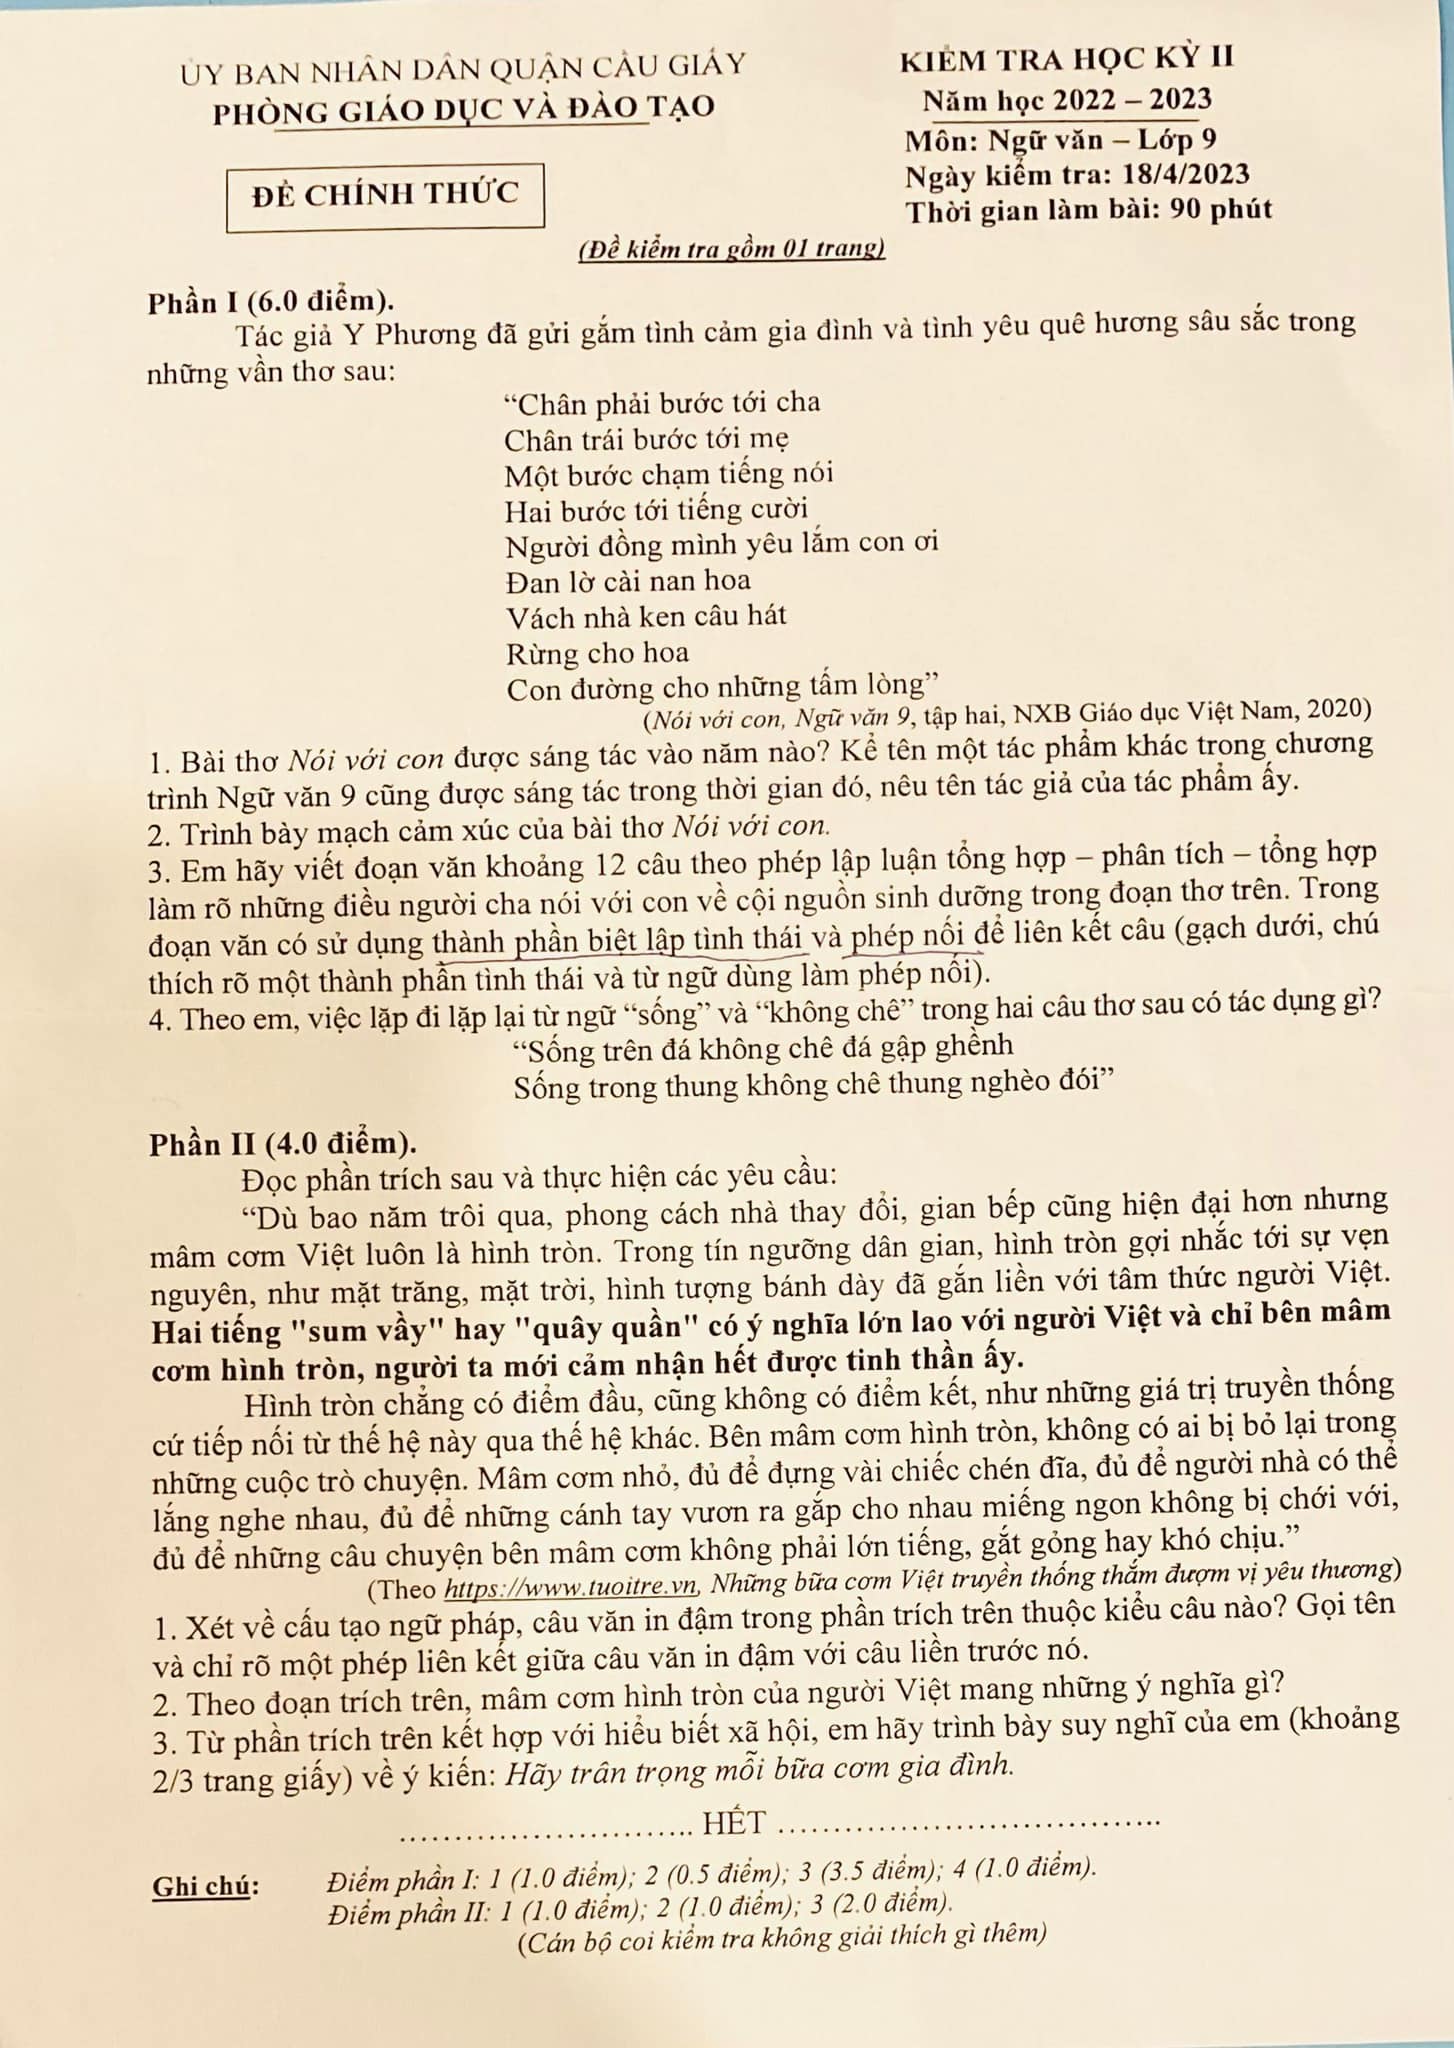 ỦY BAN NHÂN DÂN QUẬN CẦU GIẤY
PHÒNG GIÁO DỤC VÀ ĐÀO TẠO
ĐỀ CHÍNH THỨC
KIỂM TRA HỌC KỲ II
Năm học 2022 – 2023
Môn: Ngữ văn – Lớp 9
Ngày kiểm tra: 18/4/2023
Thời gian làm bài: 90 phút
(Đề kiểm tra gồm 01 trang)
Phần I (6.0 điểm).
Tác giả Y Phương đã gửi gắm tình cảm gia đình và tình yêu quê hương sâu sắc trong
những vần thơ sau:
“Chân phải bước tới cha
Chân trái bước tới mẹ
Một bước chạm tiếng nói
Hai bước tới tiếng cười
Người đồng mình yêu lắm con ơi
Đan lờ cài nan hoa
Vách nhà ken câu hát
Rừng cho hoa
Con đường cho những tấm lòng”
(Nói với con, Ngữ văn 9, tập hai, NXB Giáo dục Việt Nam, 2020)
1. Bài thơ Nói với con được sáng tác vào năm nào? Kể tên một tác phẩm khác trong chương
trình Ngữ văn 9 cũng được sáng tác trong thời gian đó, nêu tên tác giả của tác phẩm ấy.
2. Trình bày mạch cảm xúc của bài thơ Nói với con.
3. Em hãy viết đoạn văn khoảng 12 câu theo phép lập luận tổng hợp – phân tích – tổng hợp
làm rõ những điều người cha nói với con về cội nguồn sinh dưỡng trong đoạn thơ trên. Trong
đoạn văn có sử dụng thành phần biệt lập tình thái và phép nối để liên kết câu (gạch dưới, chú
thích rõ một thành phần tình thái và từ ngữ dùng làm phép nối).
4. Theo em, việc lặp đi lặp lại từ ngữ “sống” và “không chê” trong hai câu thơ sau có tác dụng gì?
“Sống trên đá không chê đá gập ghềnh
Sống trong thung không chê thung nghèo đói”
Phần II (4.0 điểm).
Đọc phần trích sau và thực hiện các yêu cầu:
“Dù bao năm trôi qua, phong cách nhà thay đổi, gian bếp cũng hiện đại hơn nhưng
mâm cơm Việt luôn là hình tròn. Trong tín ngưỡng dân gian, hình tròn gợi nhắc tới sự vẹn
nguyên, như mặt trăng, mặt trời, hình tượng bánh dày đã gắn liền với tâm thức người Việt.
Hai tiếng "sum vầy" hay "quây quần" có ý nghĩa lớn lao với người Việt và chỉ bên mâm
cơm hình tròn, người ta mới cảm nhận hết được tinh thần ấy.
Hình tròn chẳng có điểm đầu, cũng không có điểm kết, như những giá trị truyền thống
cứ tiếp nối từ thế hệ này qua thế hệ khác. Bên mâm cơm hình tròn, không có ai bị bỏ lại trong
những cuộc trò chuyện. Mâm cơm nhỏ, đủ để đựng vài chiếc chén đĩa, đủ để người nhà có thể
lắng nghe nhau, đủ để những cánh tay vươn ra gắp cho nhau miếng ngon không bị chới với,
đủ để những câu chuyện bên mâm cơm không phải lớn tiếng, gắt gỏng hay khó chịu.”
(Theo https://www.tuoitre.vn, Những bữa cơm Việt truyền thống thắm đượm vị yêu thương)
1. Xét về cấu tạo ngữ pháp, câu văn in đậm trong phần trích trên thuộc kiểu câu nào? Gọi tên
và chỉ rõ một phép liên kết giữa câu văn in đậm với câu liền trước nó.
2. Theo đoạn trích trên, mâm cơm hình tròn của người Việt mang những ý nghĩa gì?
3. Từ phần trích trên kết hợp với hiểu biết xã hội, em hãy trình bày suy nghĩ của em (khoảng
2/3 trang giấy) về ý kiến: Hãy trân trọng mỗi bữa cơm gia đình.
……………………….. HẾT ……………………………….
Ghi chú: Điểm phần I: 1 (1.0 điểm); 2 (0.5 điểm); 3 (3.5 điểm); 4 (1.0 điểm).
Điểm phần II: 1 (1.0 điểm); 2 (1.0 điểm); 3 (2.0 điểm).
(Cán bộ coi kiểm tra không giải thích gì thêm)